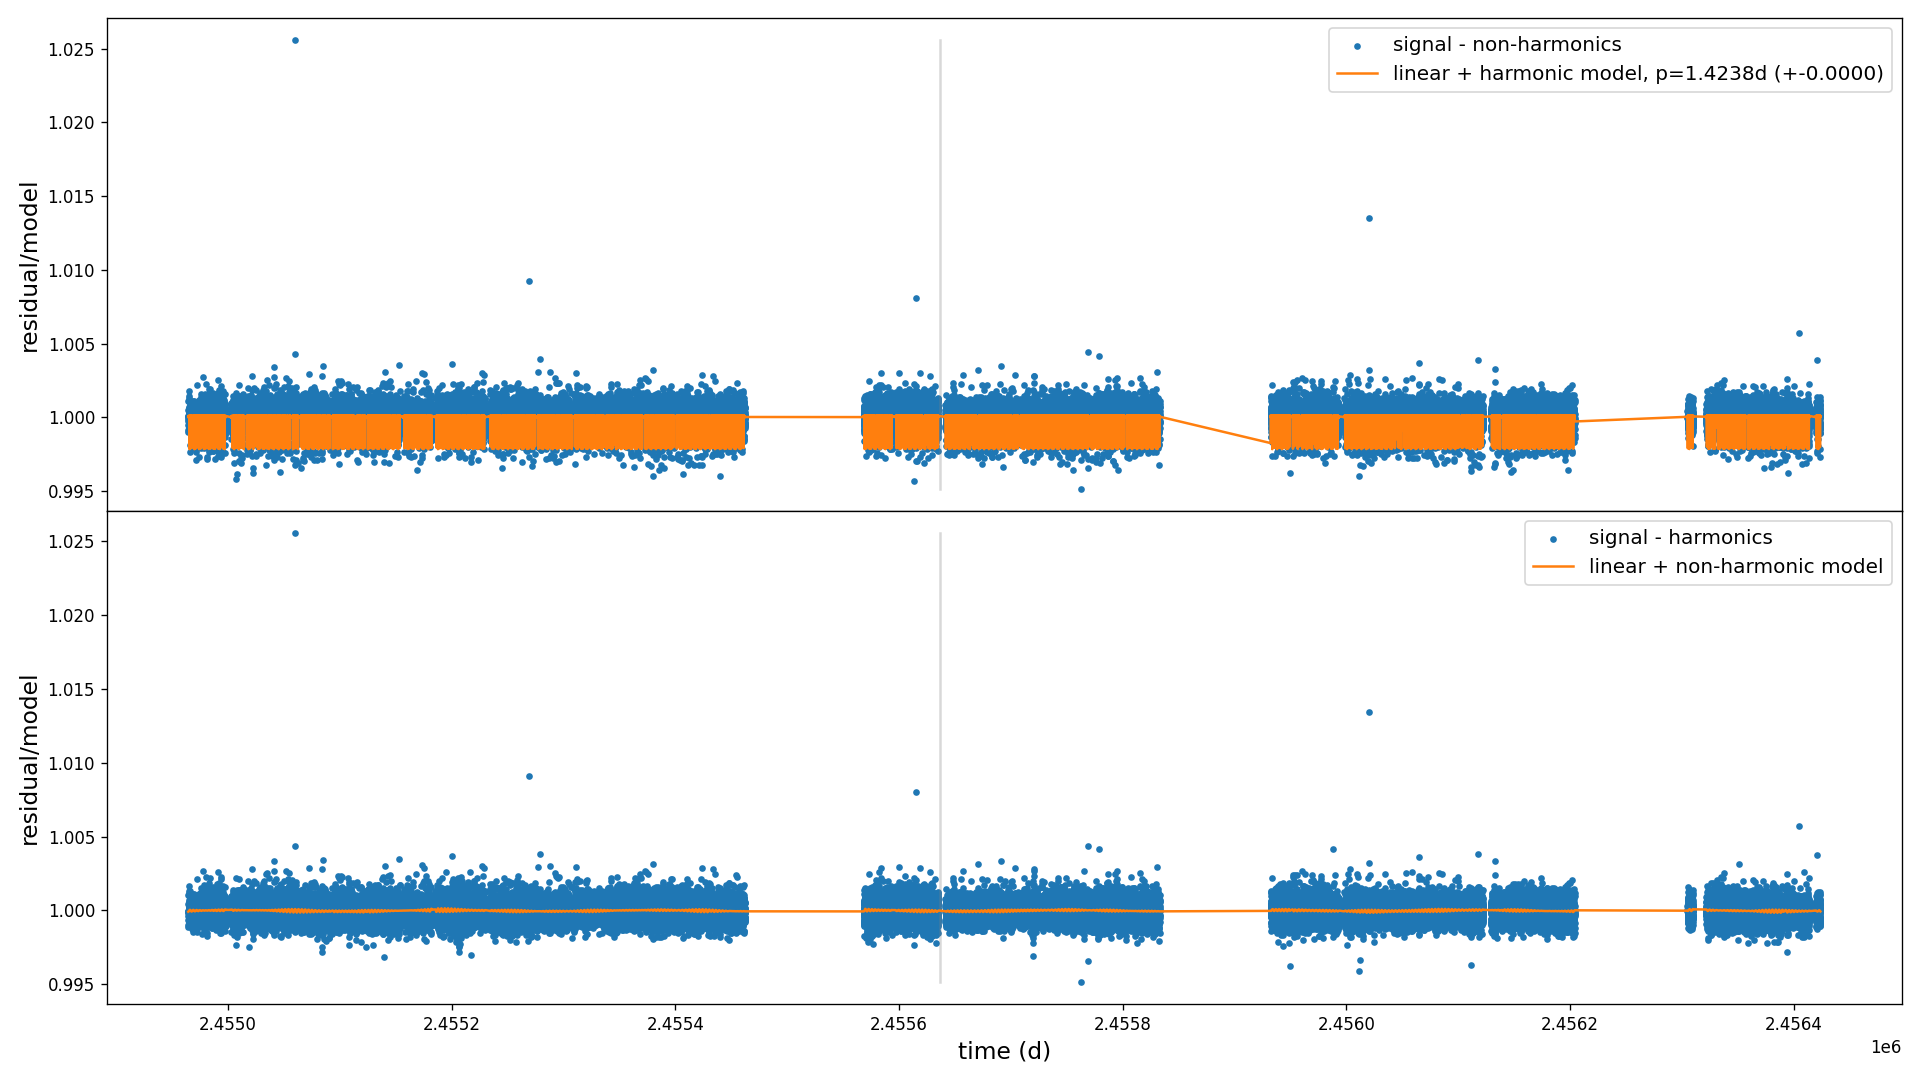 1.025
1.020
1.015
1.010
1.005
1.000
0.995
residual/model
signal - non-harmonics
linear + harmonic model, p=1.4238d (+-0.0000)
1.025
1.020
1.015
1.010
1.005
1.000
0.995
residual/model
signal - harmonics
linear + non-harmonic model
2.4550
2.4552
2.4554
2.4556
2.4558
2.4560
2.4562
2.4564
1e6
time (d)